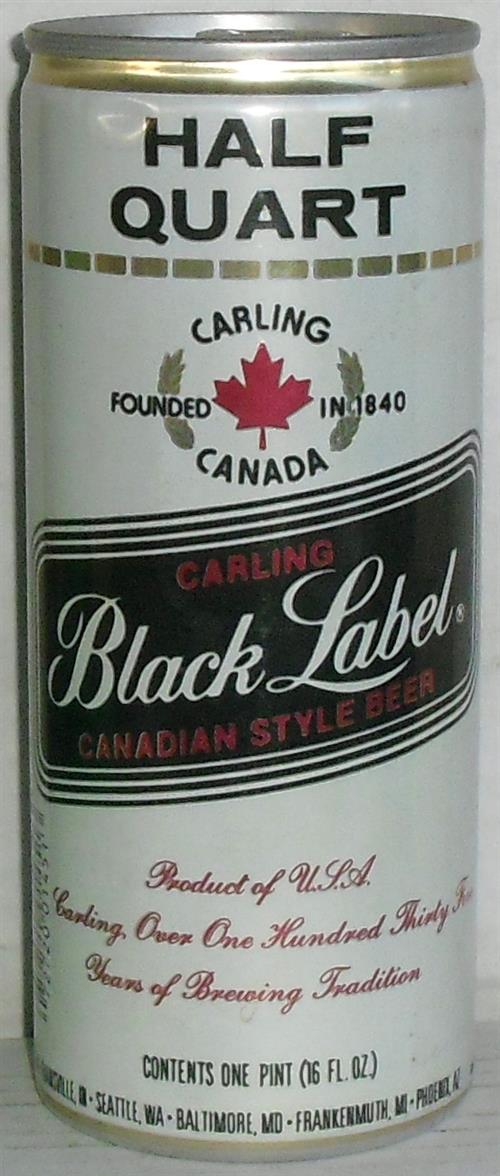 HALF
QUART
CARLING
FOUNDED IN 1840
CANADA
CARLING
Black Label®
CANADIAN STYLE BEER
Product of U.S.A.
Carling, Over One Hundred Thirty
Years of Brewing Tradition
CONTENTS ONE PINT (16 FL. OZ.)
SEATTLE, WA • BALTIMORE, MD • FRANKENMUTH, MI • PHOENIX, AZ